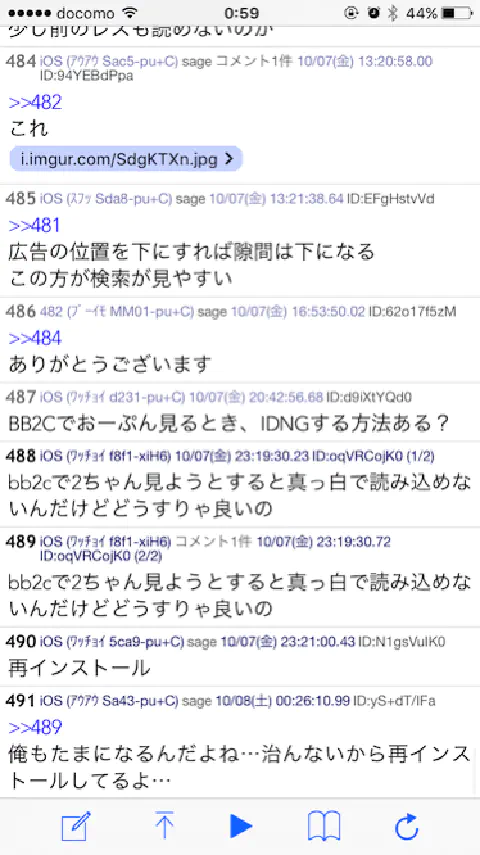 docomo 0:59 44%
少し前のレスも読めないのか
484 iOS (ｱｳｱｳ Sac5-pu+C) sage コメント1件 10/07(金) 13:20:58.00
ID:94YEBdPpa
>>482
これ
i.imgur.com/SdgKTXn.jpg
485 iOS (ｽﾌｯ Sda8-pu+C) sage 10/07(金) 13:21:38.64 ID:EFgHstvVd
>>481
広告の位置を下にすれば隙間は下になる
この方が検索が見やすい
486 482 (ﾌﾞｰｲﾓ MM01-pu+C) sage 10/07(金) 16:53:50.02 ID:62o17f5zM
>>484
ありがとうございます
487 iOS (ﾜｯﾁｮｲ d231-pu+C) 10/07(金) 20:42:56.68 ID:d9iXtYQd0
BB2Cでおーぷん見るとき、IDNGする方法ある？
488 iOS (ﾜｯﾁｮｲ f8f1-xiH6) 10/07(金) 23:19:30.23 ID:oqVRCojK0 (1/2)
bb2cで2ちゃん見ようとすると真っ白で読み込めな
いんだけどどうすりゃ良いの
489 iOS (ﾜｯﾁｮｲ f8f1-xiH6) コメント1件 10/07(金) 23:19:30.72
ID:oqVRCojK0 (2/2)
bb2cで2ちゃん見ようとすると真っ白で読み込めな
いんだけどどうすりゃ良いの
490 iOS (ﾜｯﾁｮｲ 5ca9-pu+C) sage 10/07(金) 23:21:00.43 ID:N1gsVulK0
再インストール
491 iOS (ｱｳｱｳ Sa43-pu+C) sage 10/08(土) 00:26:10.99 ID:yS+dT/IFa
>>489
俺もたまになるんだよね…治んないから再インス
トールしてるよ…